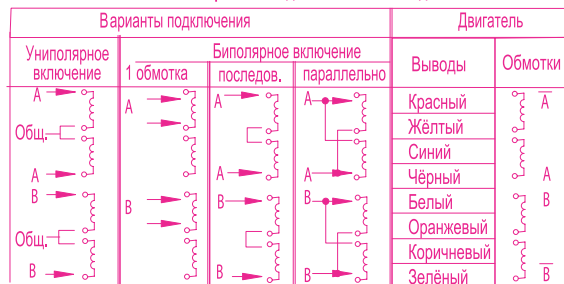 Варианты подключения
Двигатель
Униполярное включение
Биполярное включение
1 обмотка
последов.
параллельно
Выводы
Обмотки
A
A
A
A
Красный
A
Общ.
Жёлтый
Синий
A
A
A
Чёрный
A
B
B
B
B
Белый
B
Оранжевый
Общ.
Коричневый
B
B
B
Зелёный
B